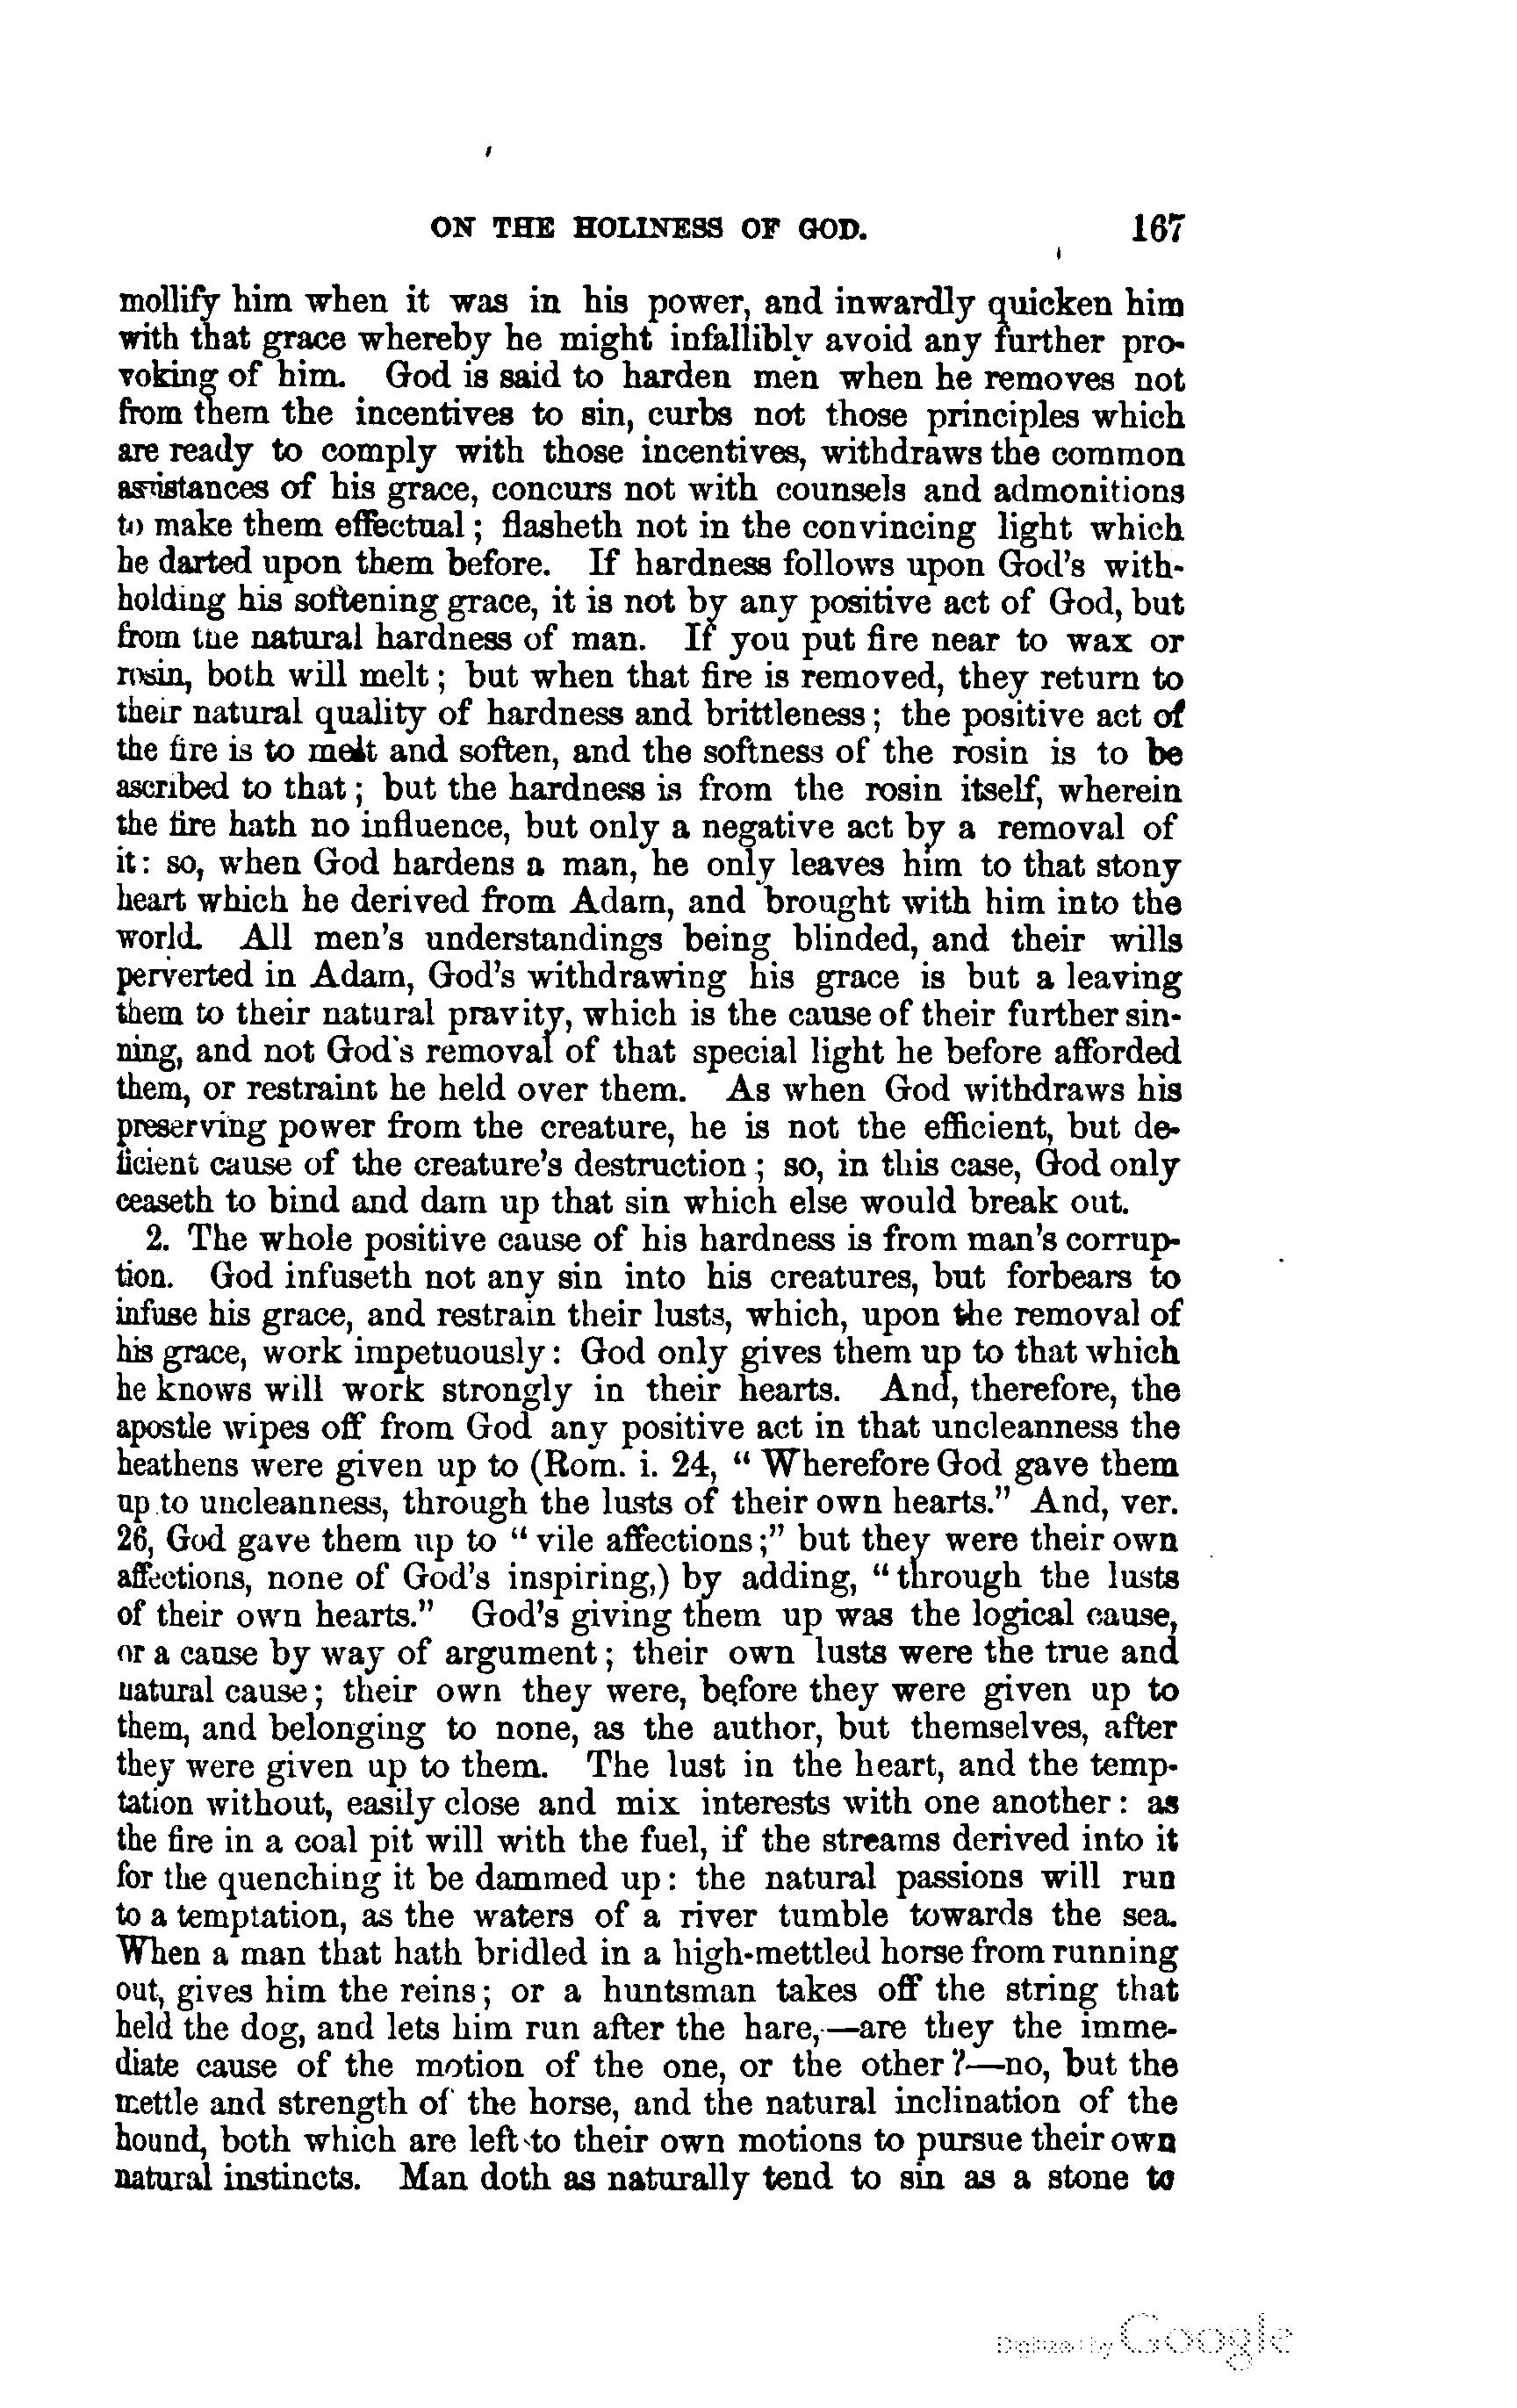 ON THE HOLINESS OF GOD. 167
mollify him when it was in his power, and inwardly quicken him
with that grace whereby he might infallibly avoid any further pro-
voking of him. God is said to harden men when he removes not
from them the incentives to sin, curbs not those principles which
are ready to comply with those incentives, withdraws the common
assistances of his grace, concurs not with counsels and admonitions
to make them effectual; flasheth not in the convincing light which
he darted upon them before. If hardness follows upon God's with-
holding his softening grace, it is not by any positive act of God, but
from the natural hardness of man. If you put fire near to wax or
rosin, both will melt; but when that fire is removed, they return to
their natural quality of hardness and brittleness; the positive act of
the fire is to melt and soften, and the softness of the rosin is to be
ascribed to that; but the hardness is from the rosin itself, wherein
the fire hath no influence, but only a negative act by a removal of
it: so, when God hardens a man, he only leaves him to that stony
heart which he derived from Adam, and brought with him into the
world. All men's understandings being blinded, and their wills
perverted in Adam, God's withdrawing his grace is but a leaving
them to their natural pravity, which is the cause of their further sin-
ning, and not God's removal of that special light he before afforded
them, or restraint he held over them. As when God withdraws his
preserving power from the creature, he is not the efficient, but de-
ficient cause of the creature's destruction; so, in this case, God only
ceaseth to bind and dam up that sin which else would break out.
2. The whole positive cause of his hardness is from man's corrup-
tion. God infuseth not any sin into his creatures, but forbears to
infuse his grace, and restrain their lusts, which, upon the removal of
his grace, work impetuously: God only gives them up to that which
he knows will work strongly in their hearts. And, therefore, the
apostle wipes off from God any positive act in that uncleanness the
heathens were given up to (Rom. i. 24, "Wherefore God gave them
up to uncleanness, through the lusts of their own hearts." And, ver.
26, God gave them up to "vile affections;" but they were their own
affections, none of God's inspiring,) by adding, "through the lusts
of their own hearts." God's giving them up was the logical cause,
or a cause by way of argument; their own lusts were the true and
natural cause; their own they were, before they were given up to
them, and belonging to none, as the author, but themselves, after
they were given up to them. The lust in the heart, and the temp-
tation without, easily close and mix interests with one another: as
the fire in a coal pit will with the fuel, if the streams derived into it
for the quenching it be dammed up: the natural passions will run
to a temptation, as the waters of a river tumble towards the sea.
When a man that hath bridled in a high-mettled horse from running
out, gives him the reins; or a huntsman takes off the string that
held the dog, and lets him run after the hare,—are they the imme-
diate cause of the motion of the one, or the other?—no, but the
mettle and strength of the horse, and the natural inclination of the
hound, both which are left to their own motions to pursue their own
natural instincts. Man doth as naturally tend to sin as a stone to
Digitized by Google